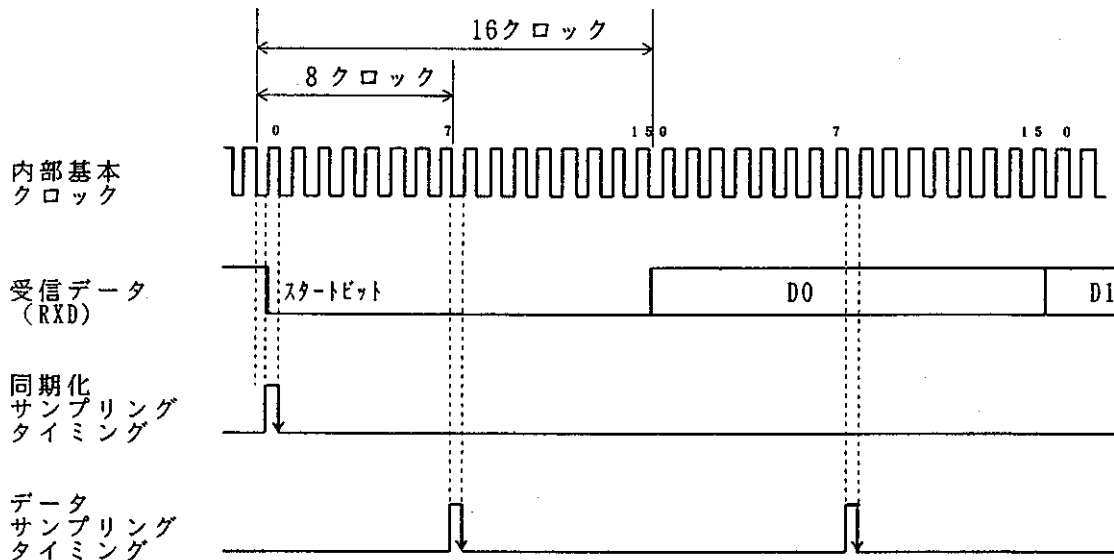 16クロック
8クロック
0 7 15 0 7 15 0
内部基本
クロック
受信データ
(RXD)
スタートビット
D0
D1
同期化
サンプリング
タイミング
データ
サンプリング
タイミング